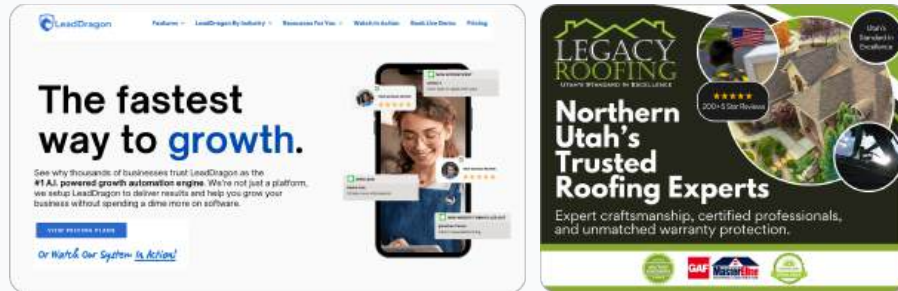 LeadDragon
Features
LeadDragon By Industry
Resources For You
Watch In Action
Book Live Demo
Pricing
The fastest
way to growth.
See why thousands of businesses trust LeadDragon as the
#1 A.I. powered growth automation engine. We're not just a platform,
we setup LeadDragon to deliver results and help you grow your
business without spending a dime more on software.
VIEW PRICING PLANS
Or Watch Our System In Action!
LEGACY
ROOFING
UTAH'S STANDARD IN EXCELLENCE
Utah's
Standard in
Excellence
200+ 5 Star Reviews
Northern
Utah's
Trusted
Roofing Experts
Expert craftsmanship, certified professionals,
and unmatched warranty protection.
GAF
MasterElite